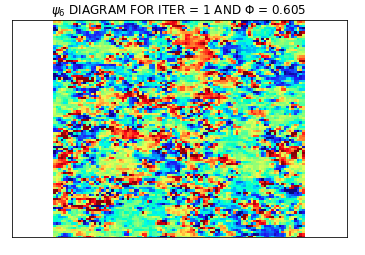 ψ₆ DIAGRAM FOR ITER = 1 AND Φ = 0.605